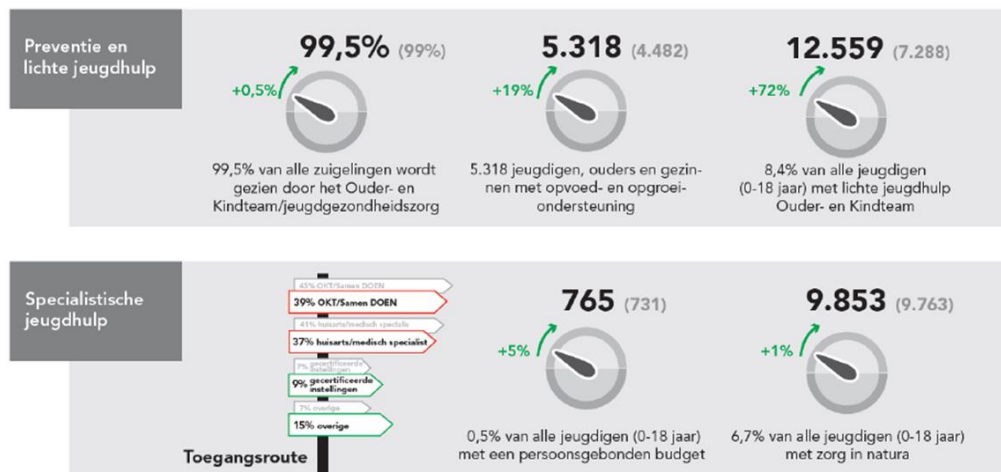 Preventie en
lichte jeugdhulp
99,5% (99%)
+0,5%
99,5% van alle zuigelingen wordt
gezien door het Ouder- en
Kindteam/jeugdgezondheidszorg
5.318 (4.482)
+19%
5.318 jeugdigen, ouders en gezin-
nen met opvoed- en opgroei-
ondersteuning
12.559 (7.288)
+72%
8,4% van alle jeugdigen
(0-18 jaar) met lichte jeugdhulp
Ouder- en Kindteam
Specialistische
jeugdhulp
45% OKT/Samen DOEN
39% OKT/Samen DOEN
41% huisarts/medisch specialis
37% huisarts/medisch specialist
7% gecertificeerde
instellingen
9% gecertificeerde
instellingen
7% overige
15% overige
Toegangsroute
765 (731)
+5%
0,5% van alle jeugdigen (0-18 jaar)
met een persoonsgebonden budget
9.853 (9.763)
+1%
6,7% van alle jeugdigen (0-18 jaar)
met zorg in natura